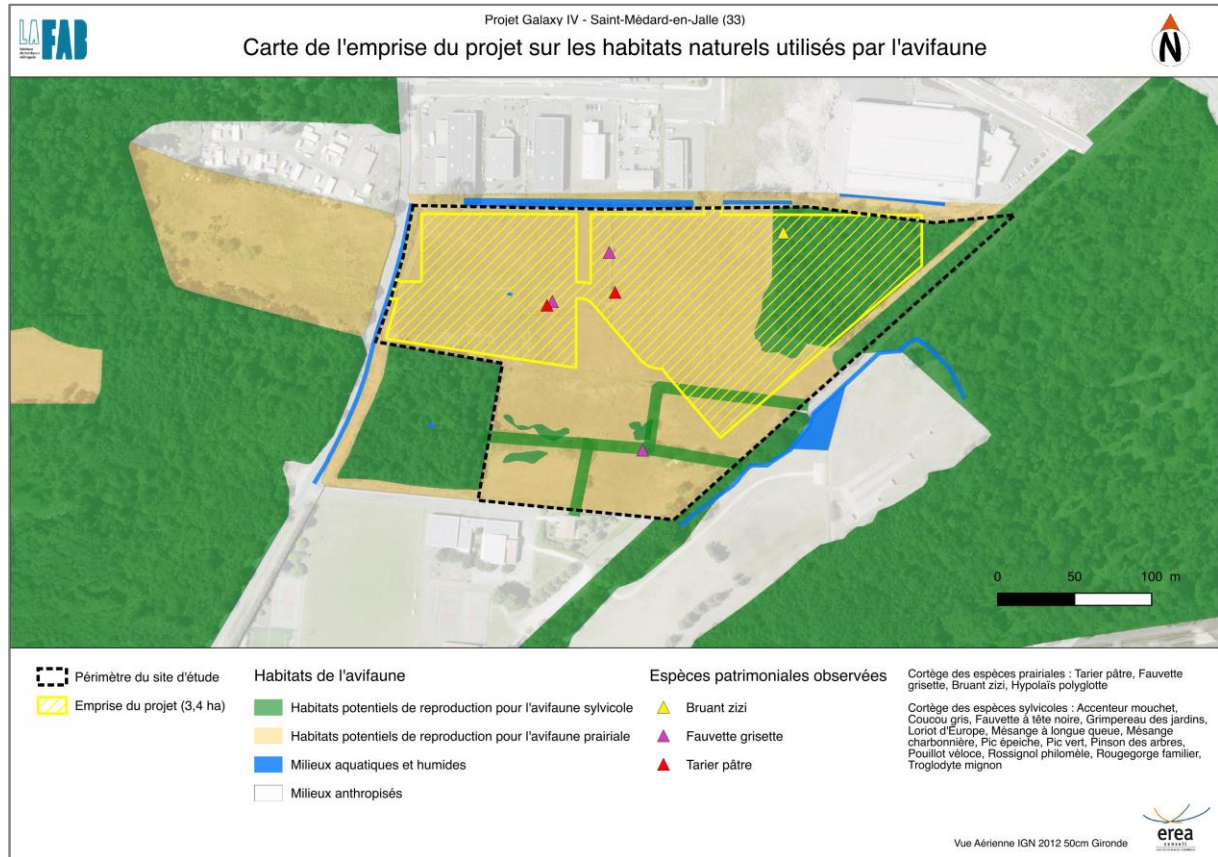 LA
FAB
Projet Galaxy IV - Saint-Médard-en-Jalle (33)
Carte de l'emprise du projet sur les habitats naturels utilisés par l'avifaune
N
0 50 100 m
Périmètre du site d'étude
Emprise du projet (3,4 ha)
Habitats de l'avifaune
Habitats potentiels de reproduction pour l'avifaune sylvicole
Habitats potentiels de reproduction pour l'avifaune prairiale
Milieux aquatiques et humides
Milieux anthropisés
Espèces patrimoniales observées
Bruant zizi
Fauvette grisette
Tarier pâtre
Cortège des espèces prairiales : Tarier pâtre, Fauvette
grisette, Bruant zizi, Hypolaïs polyglotte
Cortège des espèces sylvicoles : Accenteur mouchet,
Coucou gris, Fauvette à tête noire, Grimpereau des jardins,
Loriot d'Europe, Mésange à longue queue, Mésange
charbonnière, Pic épeiche, Pic vert, Pinson des arbres,
Pouillot véloce, Rossignol philomèle, Rougegorge familier,
Troglodyte mignon
Vue Aérienne IGN 2012 50cm Gironde
erea
conseil